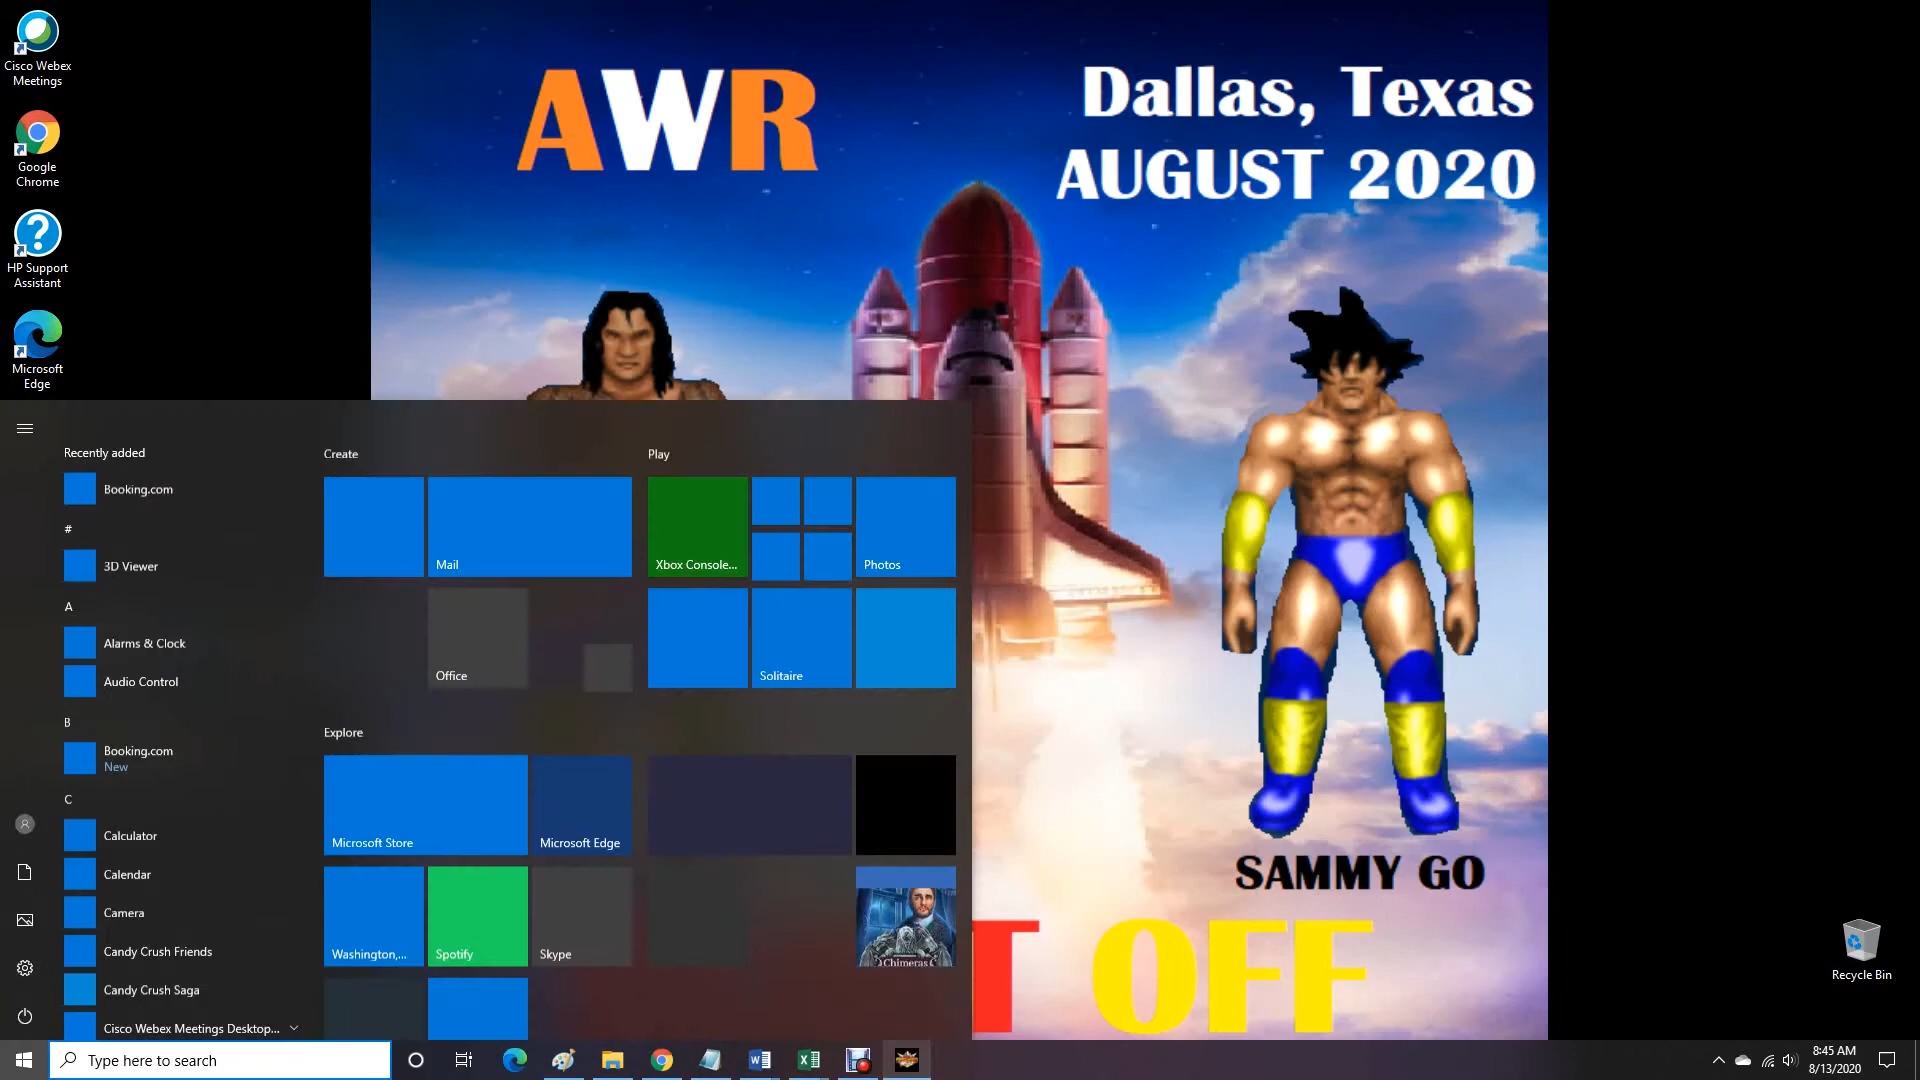 Cisco Webex
Meetings
Google
Chrome
HP Support
Assistant
Microsoft
Edge
AWR
Dallas, Texas
AUGUST 2020
SAMMY GO
T OFF
Recently added
Booking.com
#
3D Viewer
A
Alarms & Clock
Audio Control
B
Booking.com
New
C
Calculator
Calendar
Camera
Candy Crush Friends
Candy Crush Saga
Cisco Webex Meetings Desktop...
Create
Mail
Office
Explore
Microsoft Store
Microsoft Edge
Washington,...
Spotify
Skype
Play
Xbox Console...
Photos
Solitaire
Chimeras
Recycle Bin
Type here to search
8:45 AM
8/13/2020